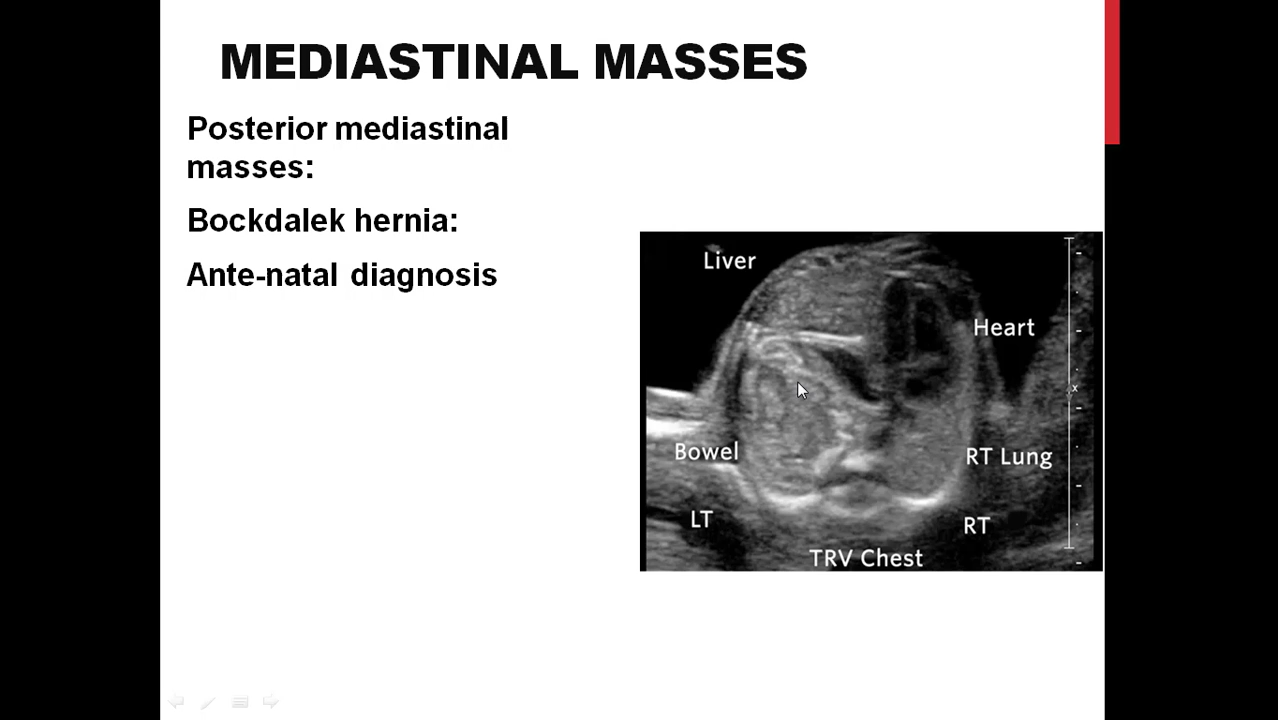 MEDIASTINAL MASSES
Posterior mediastinal
masses:
Bockdalek hernia:
Ante-natal diagnosis
Liver
Heart
Bowel
RT Lung
LT
RT
TRV Chest
x